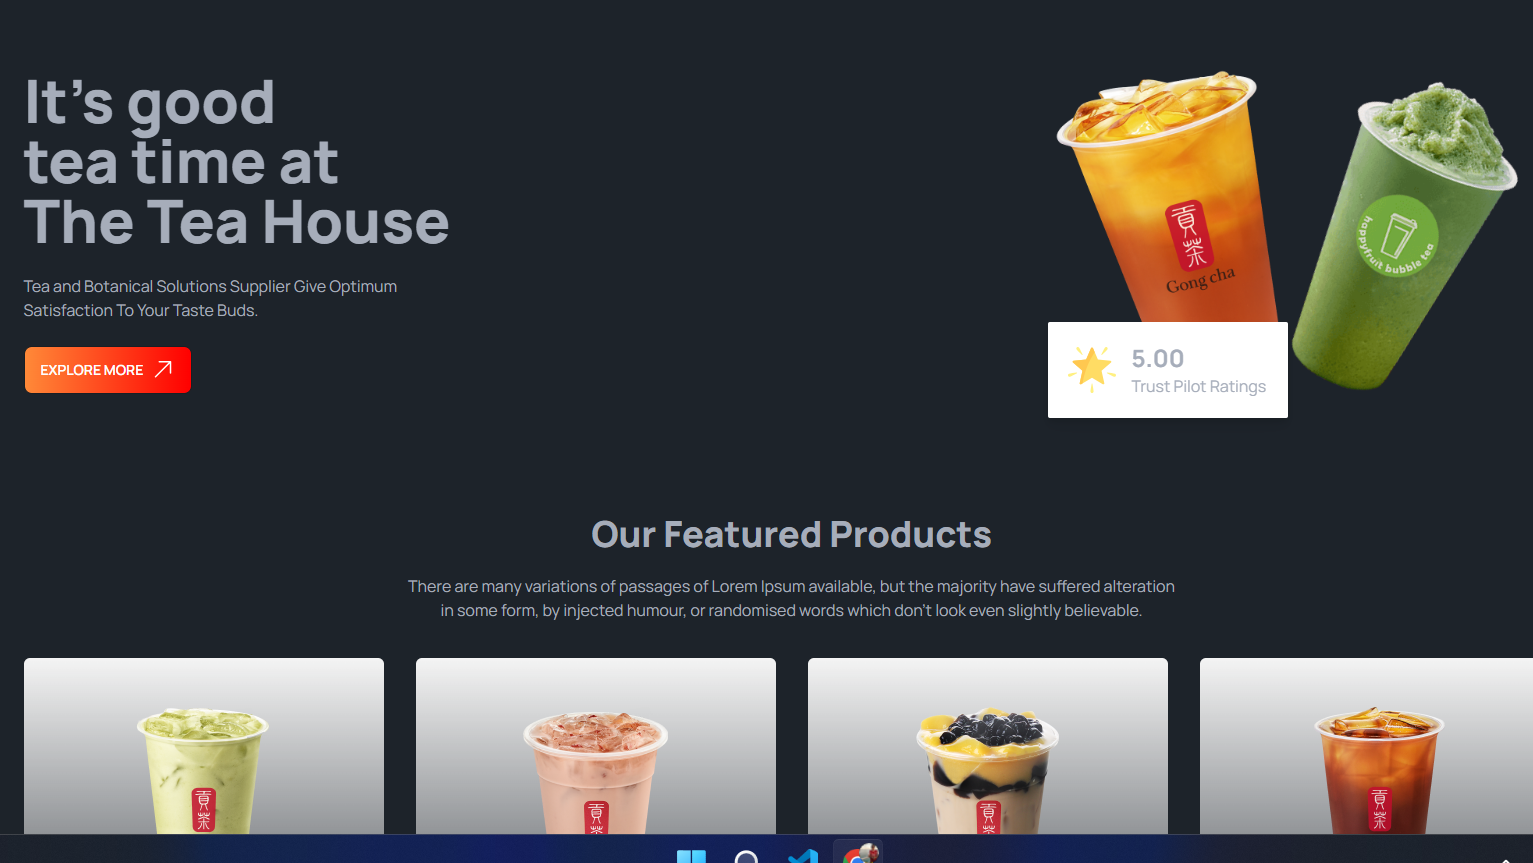 It's good
tea time at
The Tea House
Tea and Botanical Solutions Supplier Give Optimum
Satisfaction To Your Taste Buds.
EXPLORE MORE
貢茶
Gong cha
happyfruit bubble tea
5.00
Trust Pilot Ratings
Our Featured Products
There are many variations of passages of Lorem Ipsum available, but the majority have suffered alteration
in some form, by injected humour, or randomised words which don't look even slightly believable.
貢茶
貢茶
貢茶
貢茶